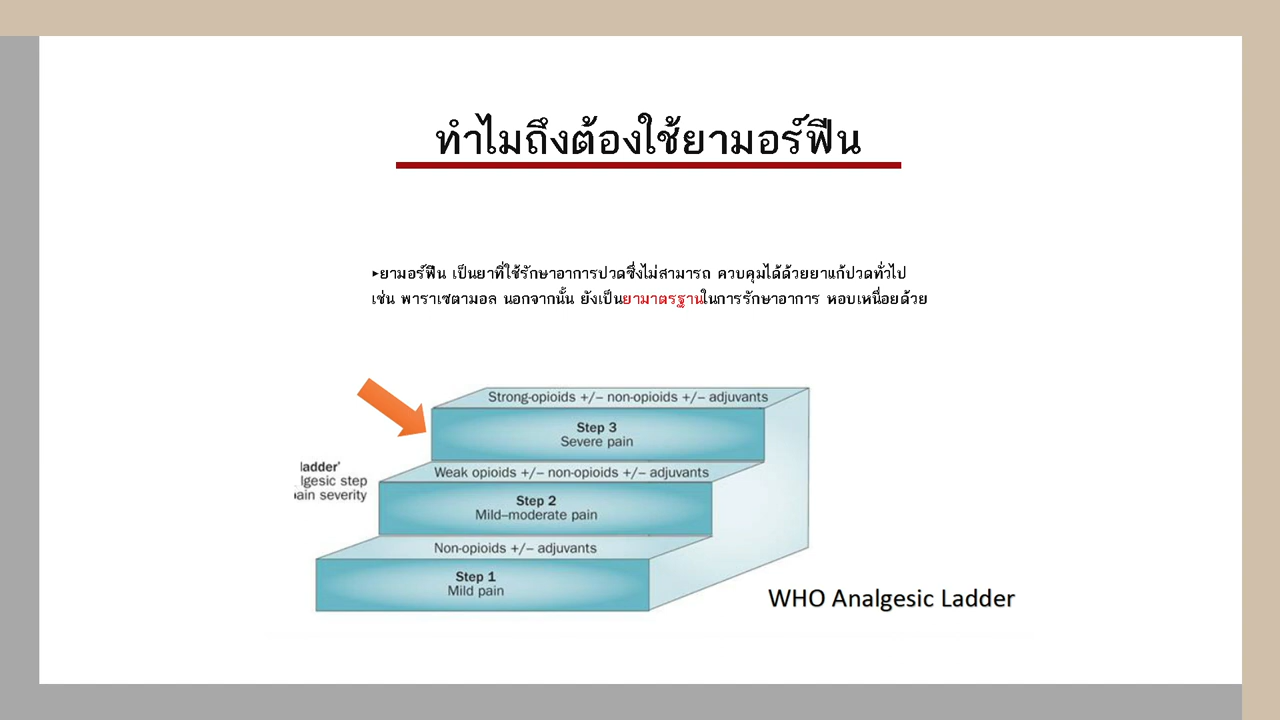 ทำไมถึงต้องใช้ยามอร์ฟีน
▸ยามอร์ฟีน เป็นยาที่ใช้รักษาอาการปวดซึ่งไม่สามารถ ควบคุมได้ด้วยยาแก้ปวดทั่วไป
เช่น พาราเซตามอล นอกจากนั้น ยังเป็นยามาตรฐานในการรักษาอาการ หอบเหนื่อยด้วย
Strong-opioids +/– non-opioids +/– adjuvants
Step 3
Severe pain
ladder'
lgesic step
ain severity
Weak opioids +/– non-opioids +/– adjuvants
Step 2
Mild–moderate pain
Non-opioids +/– adjuvants
Step 1
Mild pain
WHO Analgesic Ladder